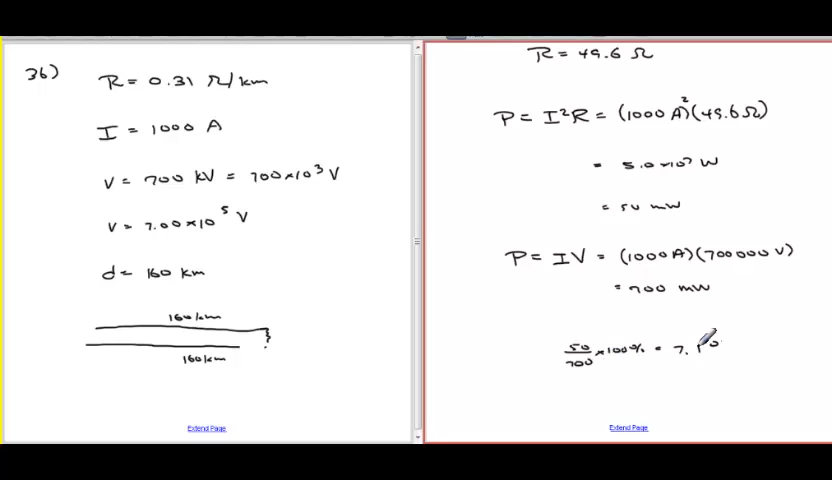 36)
R = 0.31 Ω/km
I = 1000 A
V = 700 kV = 700×10³ V
V = 7.00×10⁵ V
d = 160 km
160 km
160 km
Extend Page
R = 49.6 Ω
P = I²R = (1000 A)²(49.6 Ω)
= 5.0×10⁷ W
= 50 MW
P = IV = (1000 A)(700000 V)
= 700 MW
50/700 ×100% = 7.
Extend Page